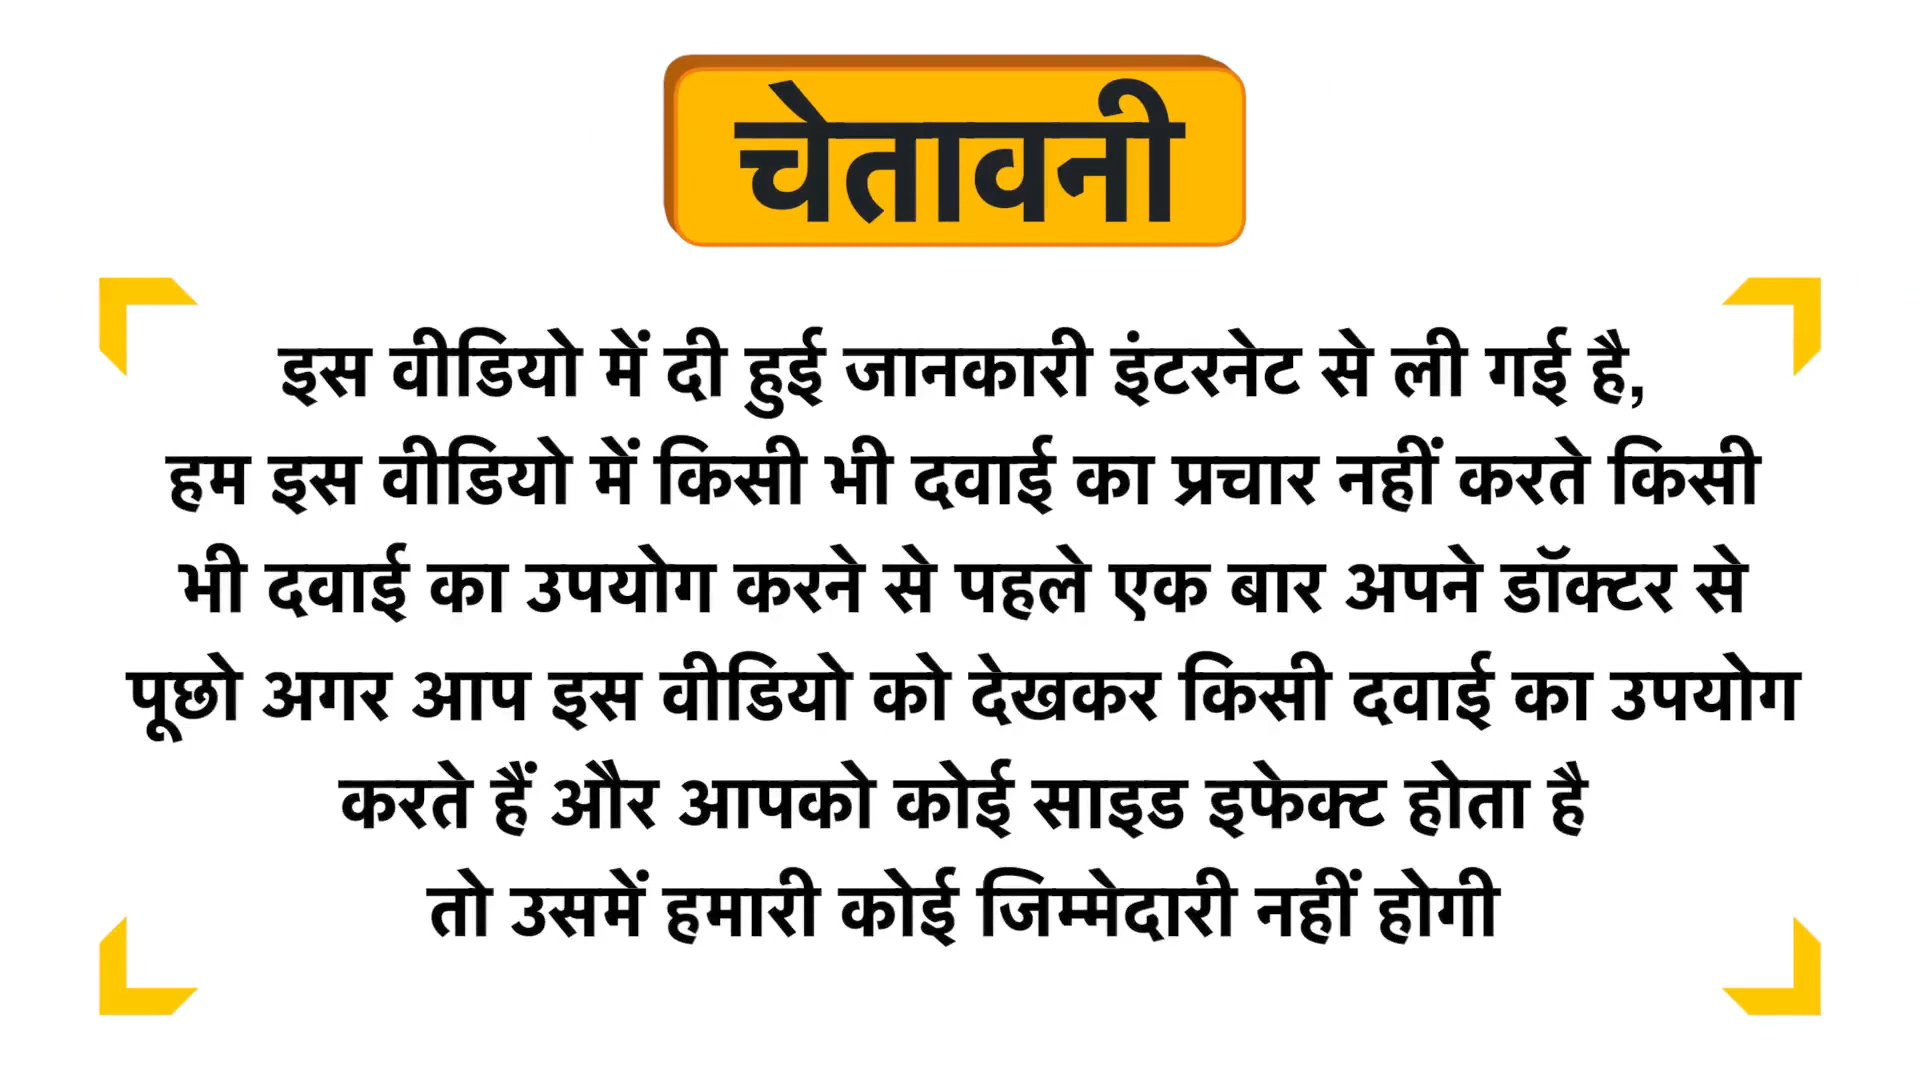 चेतावनी
इस वीडियो में दी हुई जानकारी इंटरनेट से ली गई है,
हम इस वीडियो में किसी भी दवाई का प्रचार नहीं करते किसी
भी दवाई का उपयोग करने से पहले एक बार अपने डॉक्टर से
पूछो अगर आप इस वीडियो को देखकर किसी दवाई का उपयोग
करते हैं और आपको कोई साइड इफेक्ट होता है
तो उसमें हमारी कोई जिम्मेदारी नहीं होगी